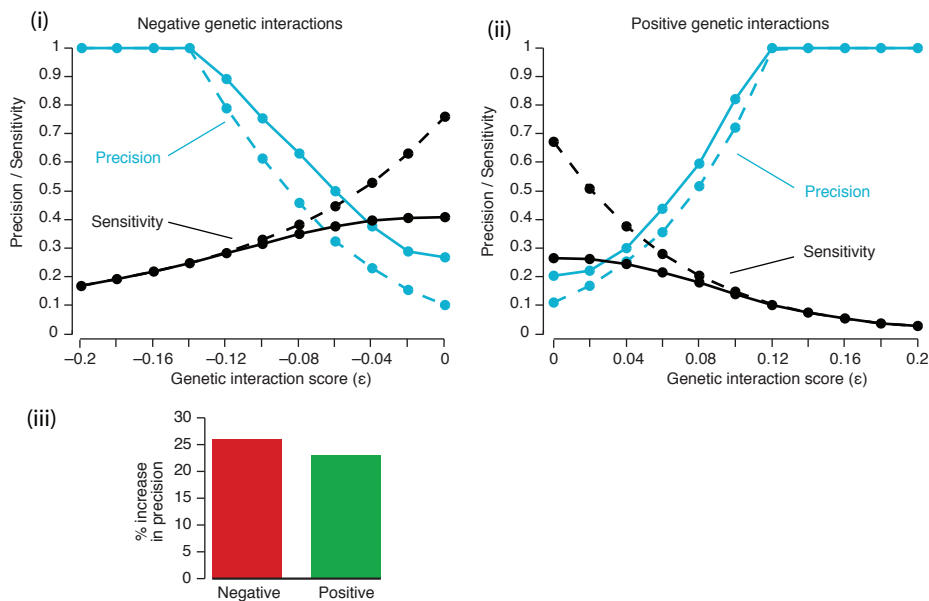 (i)
Negative genetic interactions
Precision / Sensitivity
1
0.9
0.8
0.7
0.6
0.5
0.4
0.3
0.2
0.1
0
Precision
Sensitivity
–0.2 –0.16 –0.12 –0.08 –0.04 0
Genetic interaction score (ε)
(ii)
Positive genetic interactions
Precision / Sensitivity
1
0.9
0.8
0.7
0.6
0.5
0.4
0.3
0.2
0.1
0
Precision
Sensitivity
0 0.04 0.08 0.12 0.16 0.2
Genetic interaction score (ε)
(iii)
% increase
in precision
30
25
20
15
10
5
0
Negative Positive